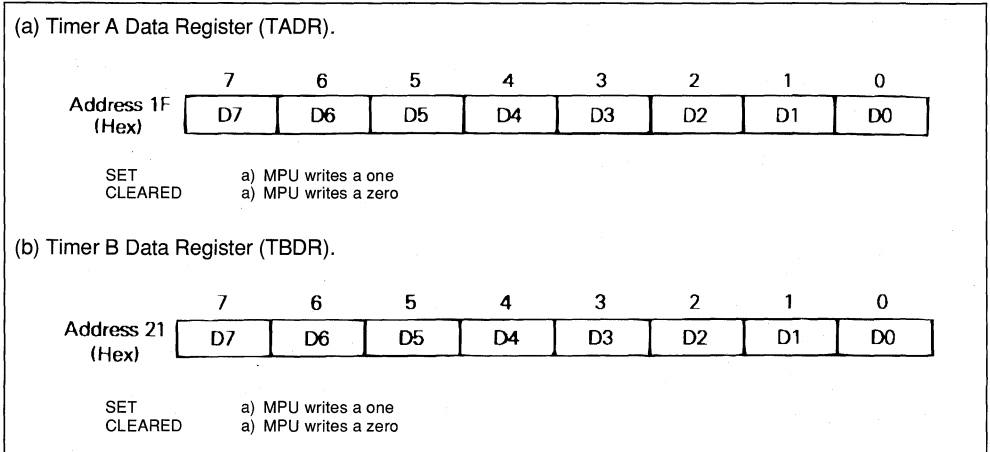 (a) Timer A Data Register (TADR).
7 6 5 4 3 2 1 0
Address 1F
(Hex)
D7 D6 D5 D4 D3 D2 D1 D0
SET a) MPU writes a one
CLEARED a) MPU writes a zero
(b) Timer B Data Register (TBDR).
7 6 5 4 3 2 1 0
Address 21
(Hex)
D7 D6 D5 D4 D3 D2 D1 D0
SET a) MPU writes a one
CLEARED a) MPU writes a zero